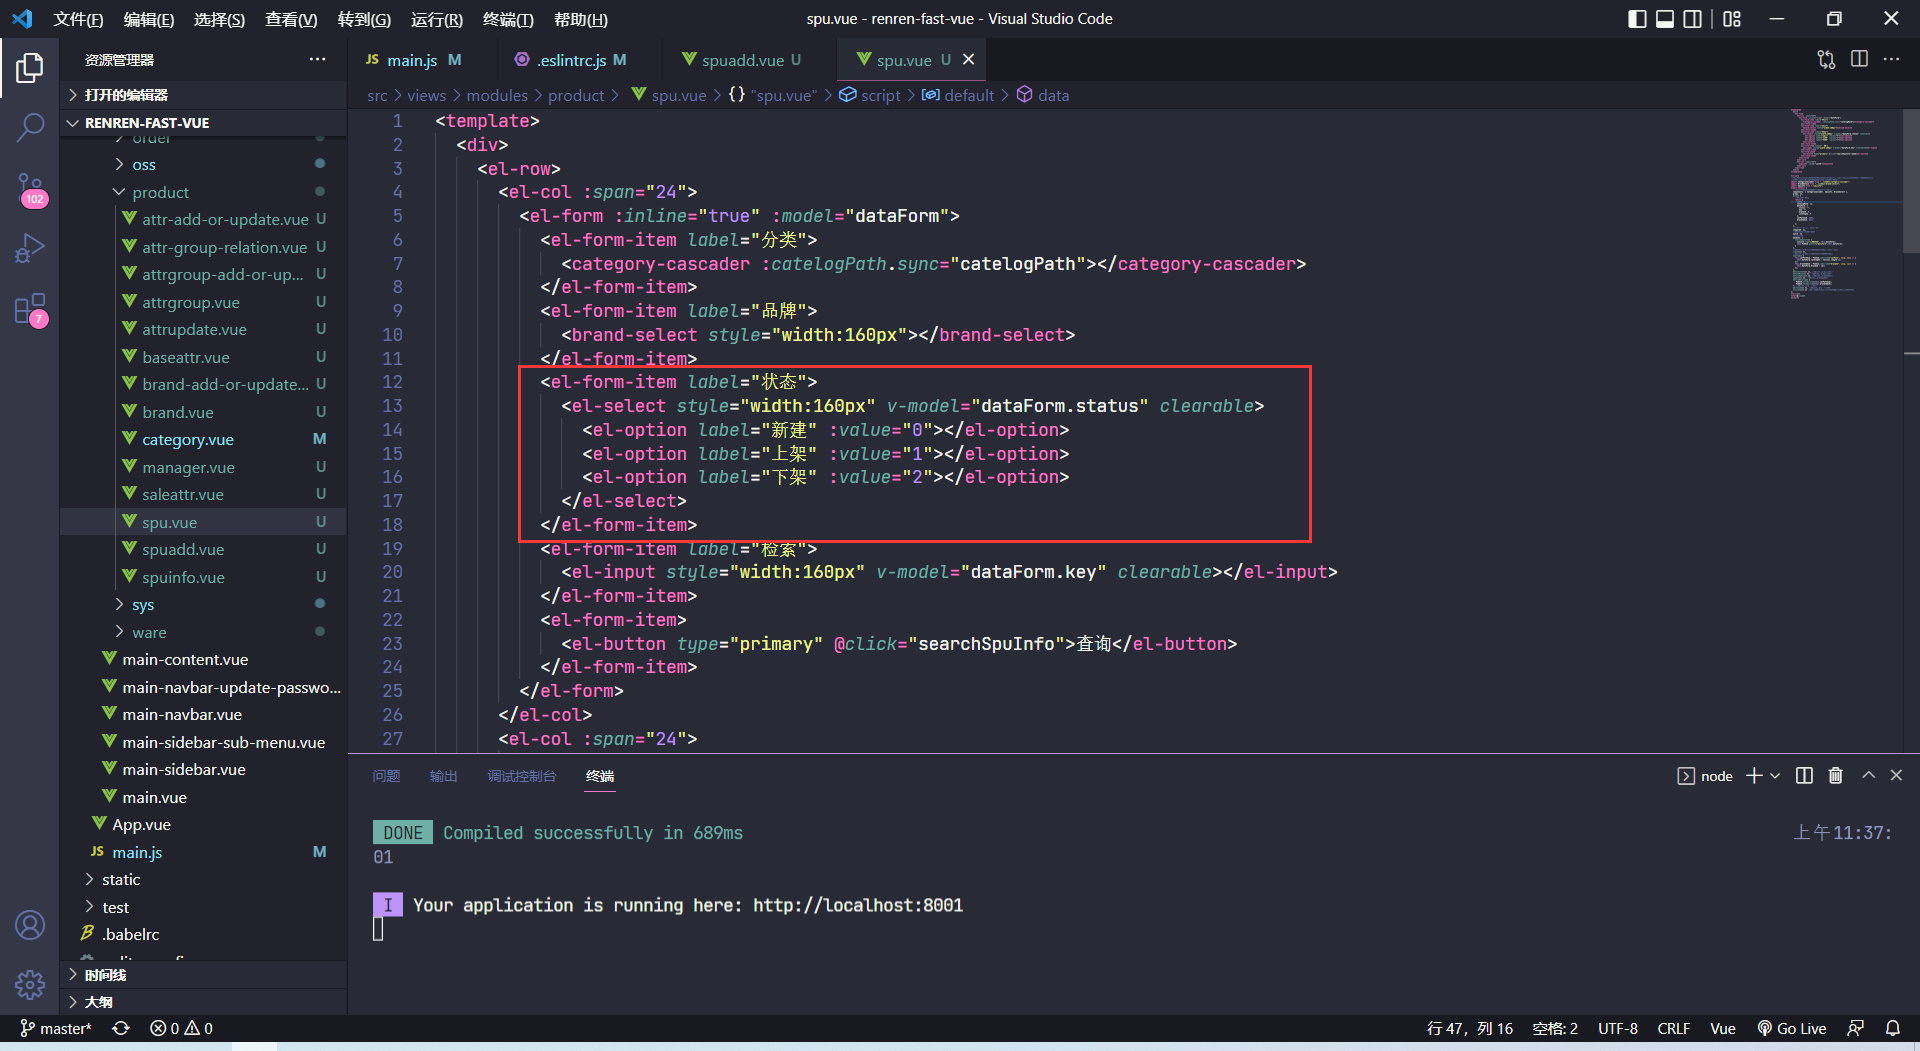 文件(F) 编辑(E) 选择(S) 查看(V) 转到(G) 运行(R) 终端(T) 帮助(H)
spu.vue - renren-fast-vue - Visual Studio Code
资源管理器
打开的编辑器
RENREN-FAST-VUE
order
oss
product
attr-add-or-update.vue U
attr-group-relation.vue U
attrgroup-add-or-up... U
attrgroup.vue U
attrupdate.vue U
baseattr.vue U
brand-add-or-update... U
brand.vue U
category.vue M
manager.vue U
saleattr.vue U
spu.vue U
spuadd.vue U
spuinfo.vue U
sys
ware
main-content.vue
main-navbar-update-passwo...
main-navbar.vue
main-sidebar-sub-menu.vue
main-sidebar.vue
main.vue
App.vue
JS main.js M
static
test
.babelrc
时间线
大纲
102
7
JS main.js M
.eslintrc.js M
spuadd.vue U
spu.vue U
src > views > modules > product > spu.vue > {} "spu.vue" > script > default > data
1 <template>
2 <div>
3 <el-row>
4 <el-col :span="24">
5 <el-form :inline="true" :model="dataForm">
6 <el-form-item label="分类">
7 <category-cascader :catelogPath.sync="catelogPath"></category-cascader>
8 </el-form-item>
9 <el-form-item label="品牌">
10 <brand-select style="width:160px"></brand-select>
11 </el-form-item>
12 <el-form-item label="状态">
13 <el-select style="width:160px" v-model="dataForm.status" clearable>
14 <el-option label="新建" :value="0"></el-option>
15 <el-option label="上架" :value="1"></el-option>
16 <el-option label="下架" :value="2"></el-option>
17 </el-select>
18 </el-form-item>
19 <el-form-item label="检索">
20 <el-input style="width:160px" v-model="dataForm.key" clearable></el-input>
21 </el-form-item>
22 <el-form-item>
23 <el-button type="primary" @click="searchSpuInfo">查询</el-button>
24 </el-form-item>
25 </el-form>
26 </el-col>
27 <el-col :span="24">
问题 输出 调试控制台 终端
node
DONE Compiled successfully in 689ms 上午11:37:
01
I Your application is running here: http://localhost:8001
master* 0 0
行 47，列 16 空格: 2 UTF-8 CRLF Vue Go Live